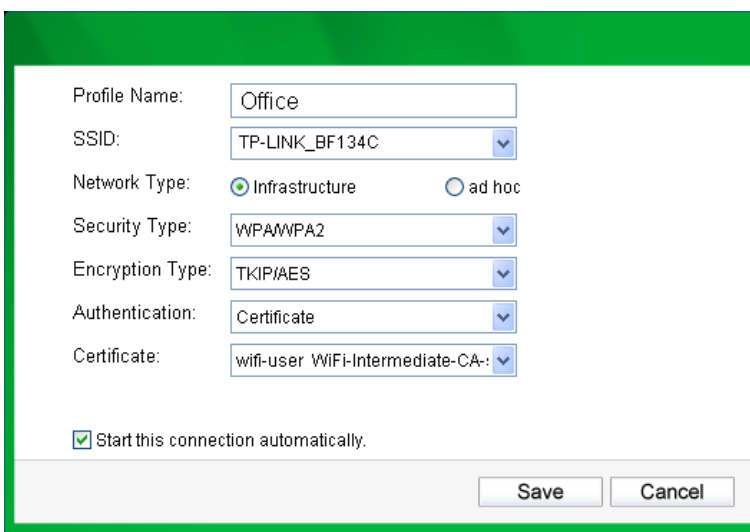 Profile Name: Office
SSID: TP-LINK_BF134C
Network Type: Infrastructure ad hoc
Security Type: WPA/WPA2
Encryption Type: TKIP/AES
Authentication: Certificate
Certificate: wifi-user WiFi-Intermediate-CA-
Start this connection automatically.
Save Cancel